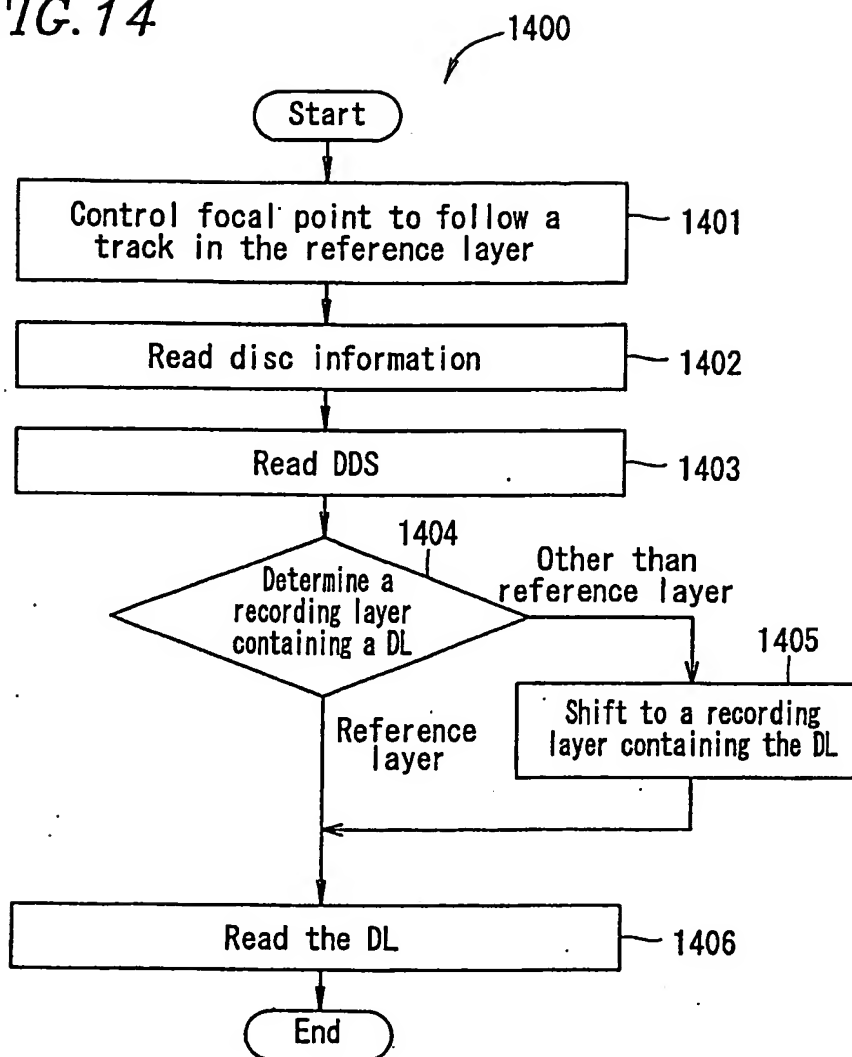 FIG.14
1400
Start
Control focal point to follow a
track in the reference layer
1401
Read disc information
1402
Read DDS
1403
1404
Determine a
recording layer
containing a DL
Other than
reference layer
1405
Shift to a recording
layer containing the DL
Reference
layer
Read the DL
1406
End